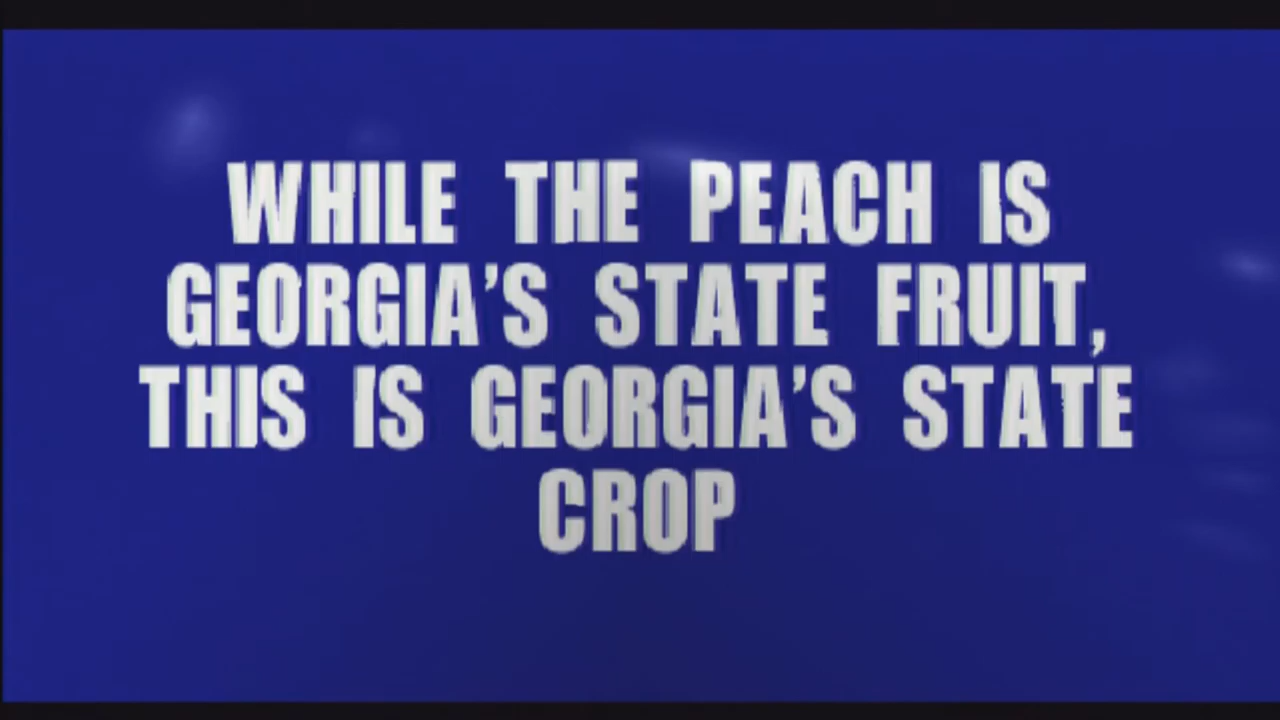 WHILE THE PEACH IS
GEORGIA’S STATE FRUIT,
THIS IS GEORGIA’S STATE
CROP